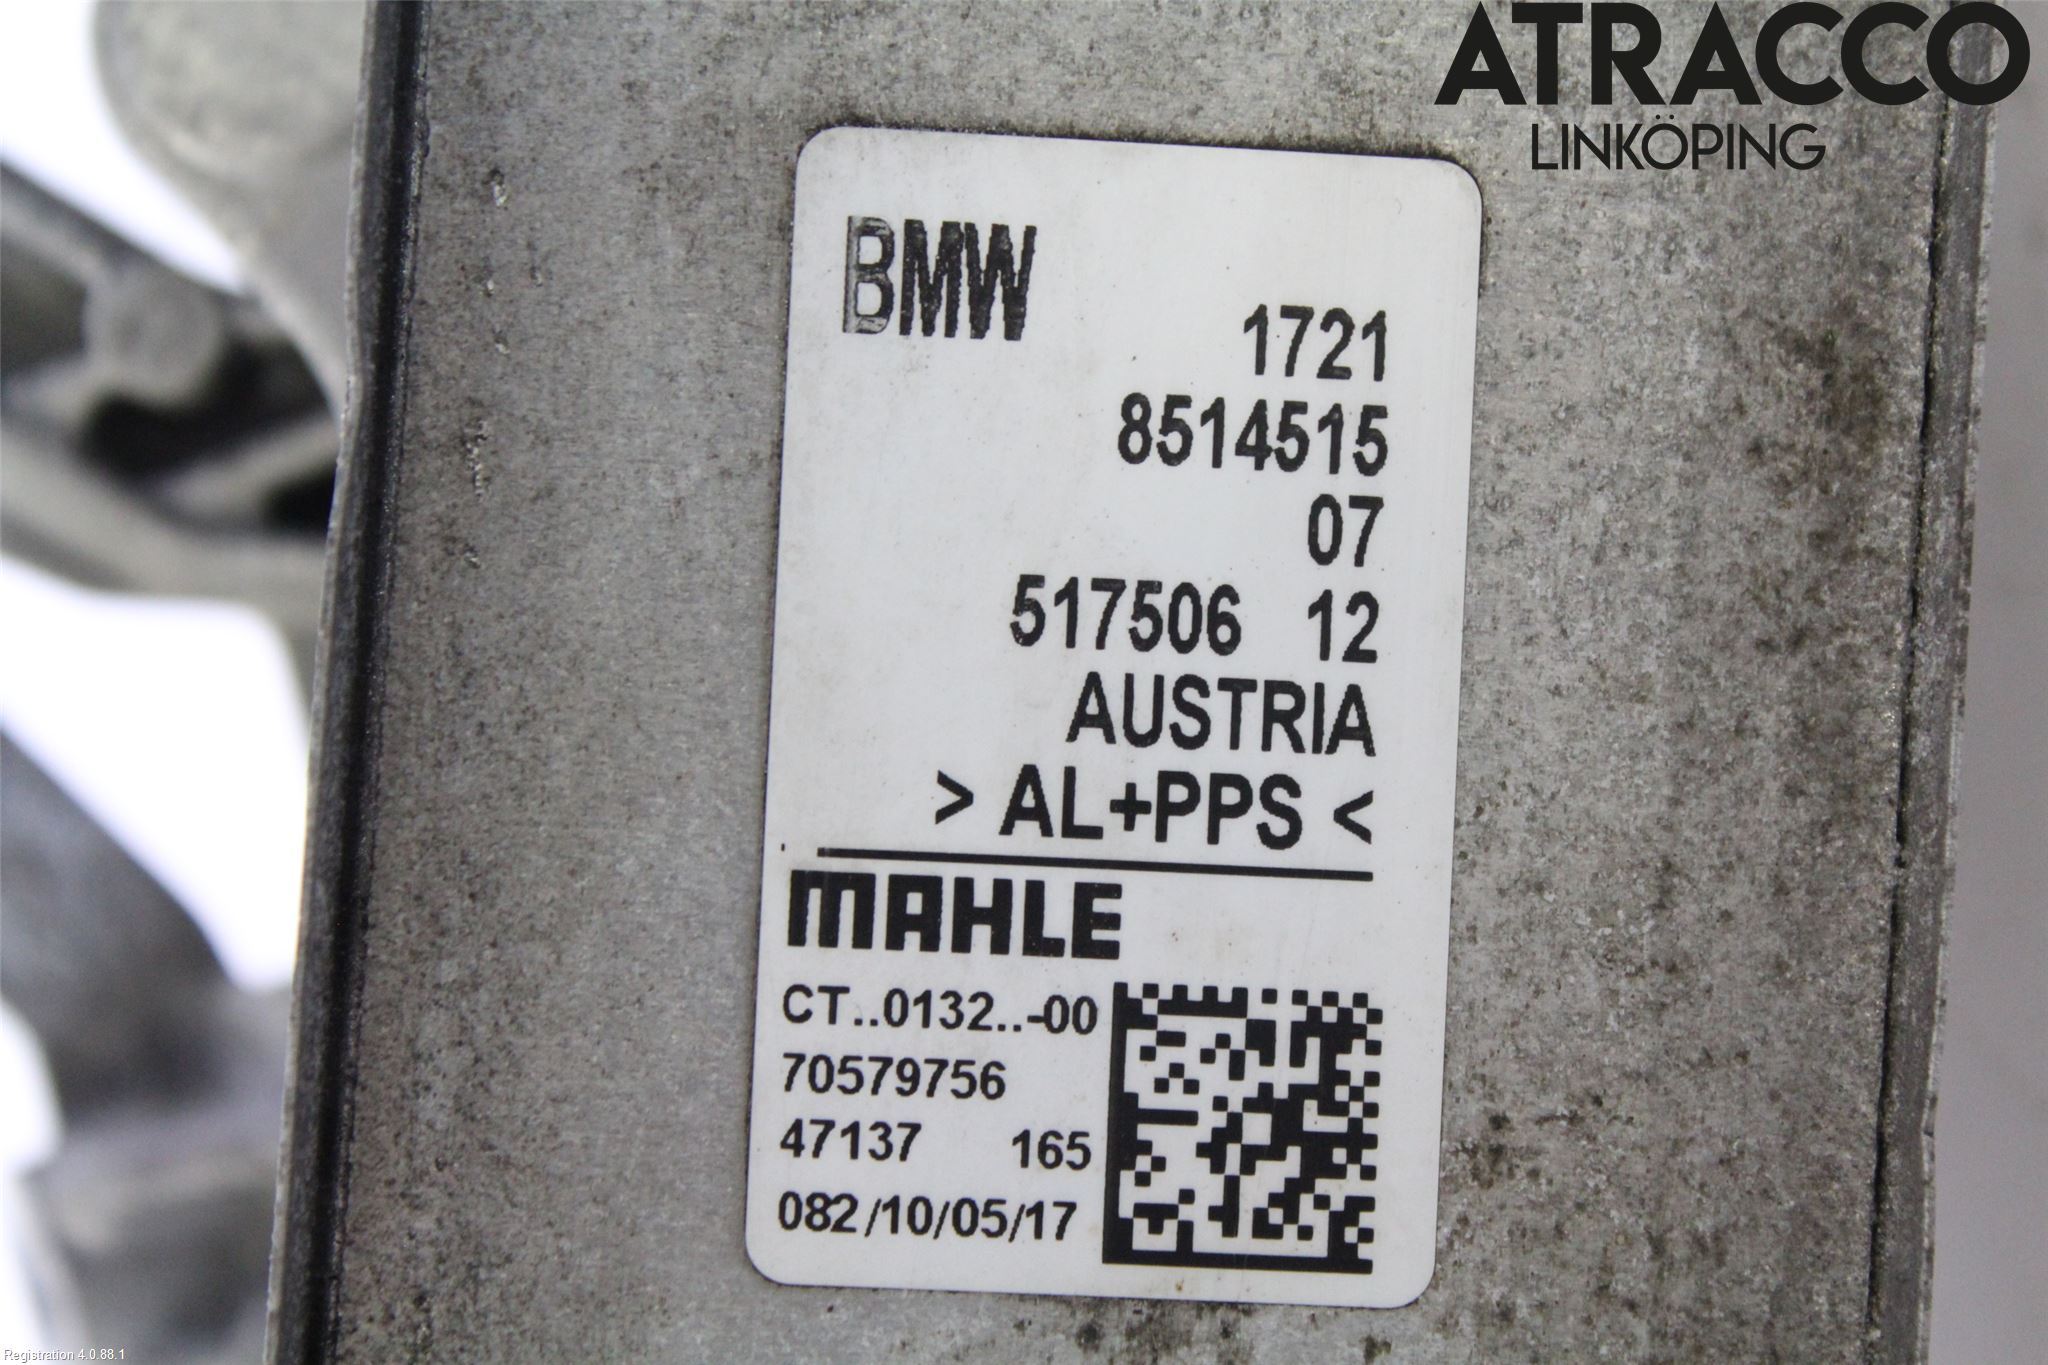 ATRACCO
LINKÖPING
BMW
1721
8514515
07
517506 12
AUSTRIA
> AL+PPS <
MAHLE
CT..0132..-00
70579756
47137 165
082/10/05/17
Registration 4.0.88.1